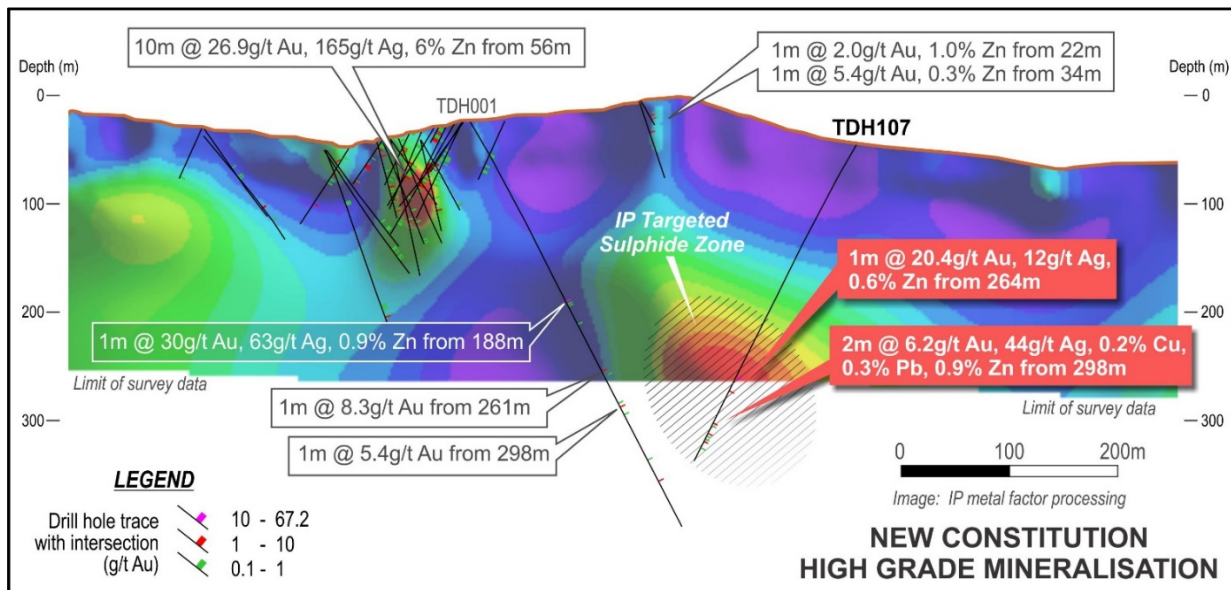 10m @ 26.9g/t Au, 165g/t Ag, 6% Zn from 56m
1m @ 2.0g/t Au, 1.0% Zn from 22m
1m @ 5.4g/t Au, 0.3% Zn from 34m
Depth (m)
Depth (m)
0
0
TDH001
TDH107
100
100
IP Targeted
Sulphide Zone
1m @ 20.4g/t Au, 12g/t Ag,
0.6% Zn from 264m
200
200
1m @ 30g/t Au, 63g/t Ag, 0.9% Zn from 188m
2m @ 6.2g/t Au, 44g/t Ag, 0.2% Cu,
0.3% Pb, 0.9% Zn from 298m
Limit of survey data
Limit of survey data
1m @ 8.3g/t Au from 261m
300
300
1m @ 5.4g/t Au from 298m
0 100 200m
Image: IP metal factor processing
LEGEND
Drill hole trace
with intersection
(g/t Au)
10 - 67.2
1 - 10
0.1 - 1
NEW CONSTITUTION
HIGH GRADE MINERALISATION